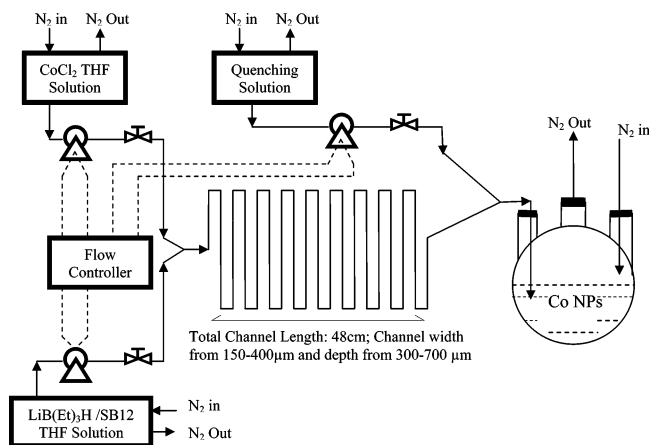 N₂ in
N₂ Out
N₂ in
N₂ Out
CoCl₂ THF
Solution
Quenching
Solution
N₂ Out
N₂ in
Flow
Controller
Co NPs
Total Channel Length: 48cm; Channel width
from 150-400µm and depth from 300-700 µm
LiB(Et)₃H /SB12
THF Solution
N₂ in
N₂ Out